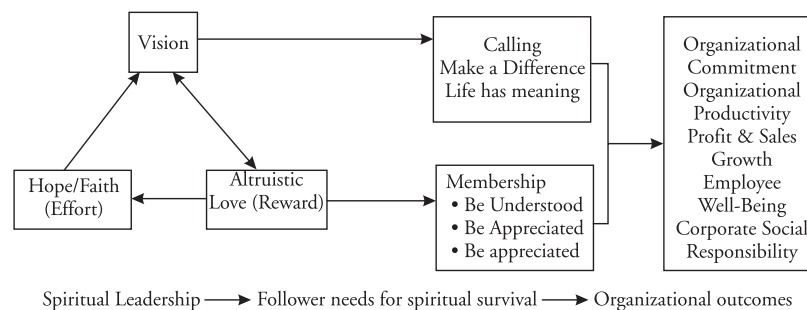 Vision
Hope/Faith
(Effort)
Altruistic
Love (Reward)
Calling
Make a Difference
Life has meaning
Membership
• Be Understood
• Be Appreciated
• Be appreciated
Organizational
Commitment
Organizational
Productivity
Profit & Sales
Growth
Employee
Well-Being
Corporate Social
Responsibility
Spiritual Leadership → Follower needs for spiritual survival → Organizational outcomes